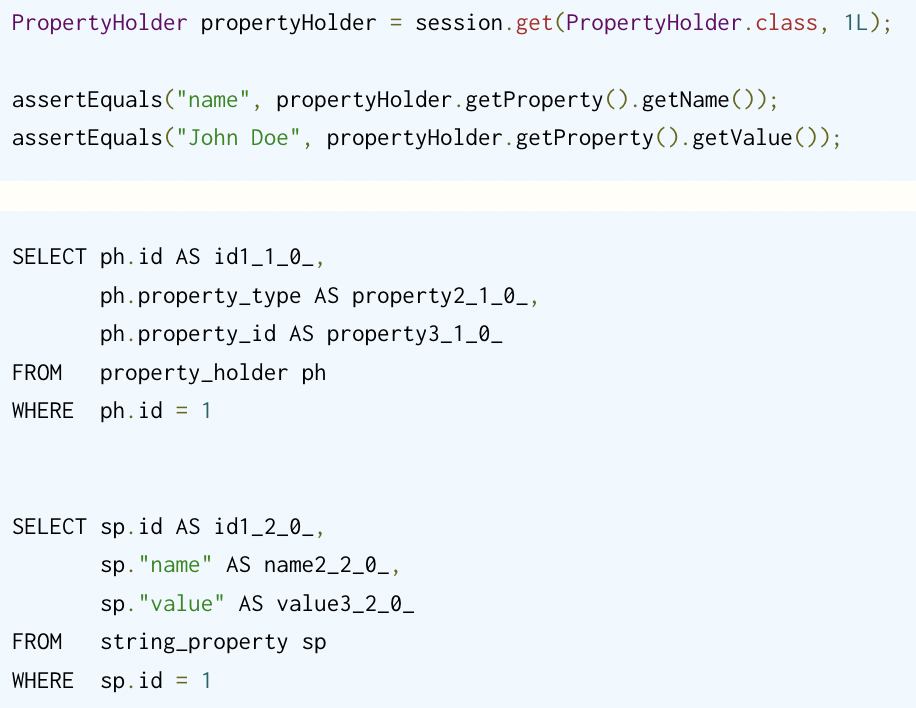 PropertyHolder propertyHolder = session.get(PropertyHolder.class, 1L);
assertEquals("name", propertyHolder.getProperty().getName());
assertEquals("John Doe", propertyHolder.getProperty().getValue());
SELECT ph.id AS id1_1_0_,
       ph.property_type AS property2_1_0_,
       ph.property_id AS property3_1_0_
FROM   property_holder ph
WHERE  ph.id = 1
SELECT sp.id AS id1_2_0_,
       sp."name" AS name2_2_0_,
       sp."value" AS value3_2_0_
FROM   string_property sp
WHERE  sp.id = 1